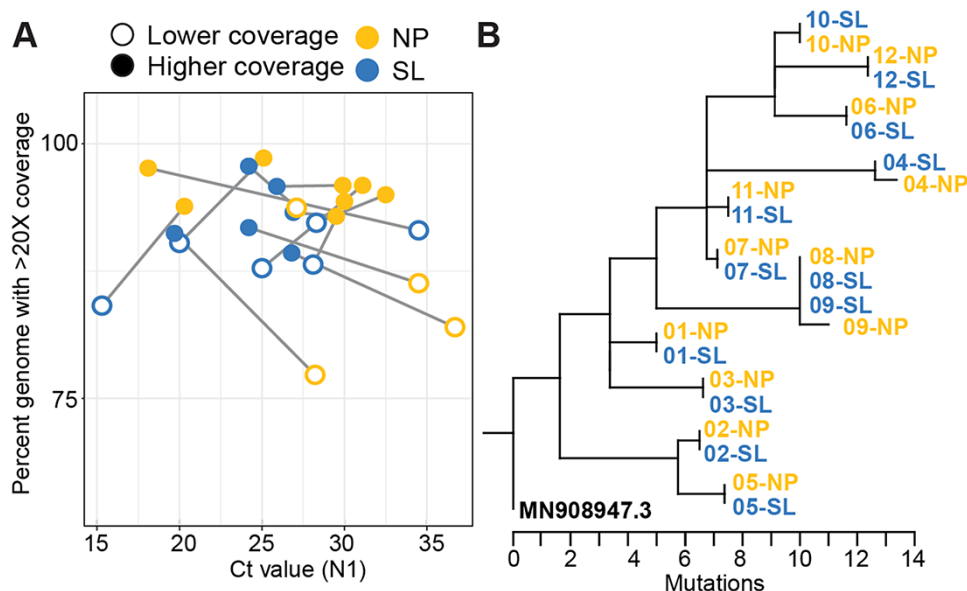 A
Lower coverage
NP
Higher coverage
SL
Percent genome with >20X coverage
100
75
15 20 25 30 35
Ct value (N1)
B
10-SL
10-NP
12-NP
12-SL
06-NP
06-SL
04-SL
04-NP
11-NP
11-SL
07-NP
07-SL
08-NP
08-SL
09-SL
09-NP
01-NP
01-SL
03-NP
03-SL
02-NP
02-SL
05-NP
05-SL
MN908947.3
0 2 4 6 8 10 12 14
Mutations